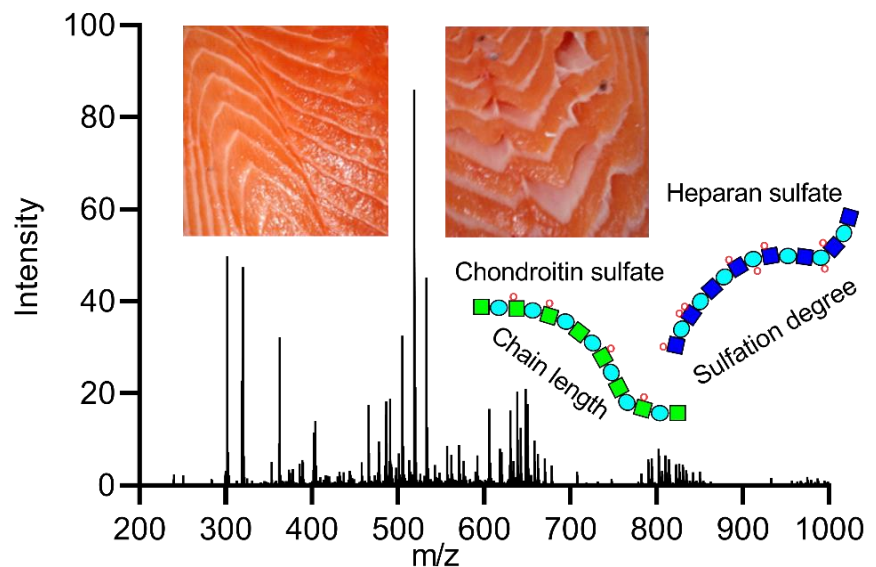 100
80
60
40
20
0
Intensity
200 300 400 500 600 700 800 900 1000
m/z
Heparan sulfate
Chondroitin sulfate
Chain length
Sulfation degree